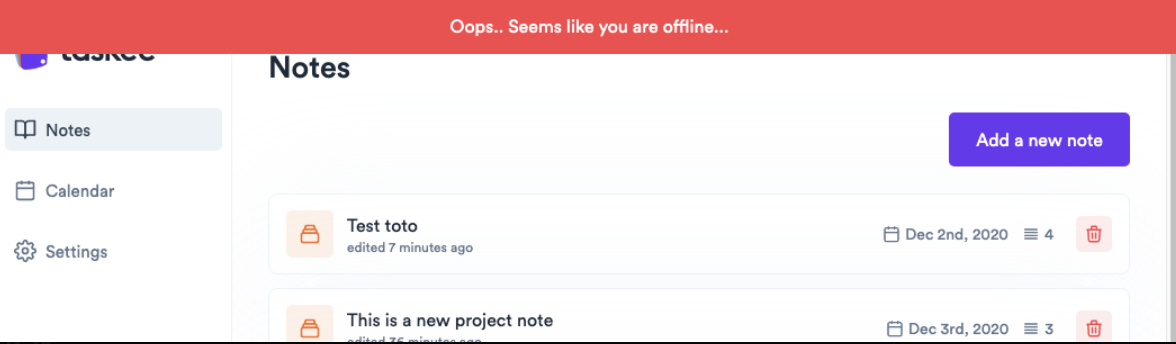 Oops.. Seems like you are offline...
taskee
Notes
Notes
Calendar
Settings
Add a new note
Test toto
edited 7 minutes ago
Dec 2nd, 2020 4
This is a new project note
edited 36 minutes ago
Dec 3rd, 2020 3